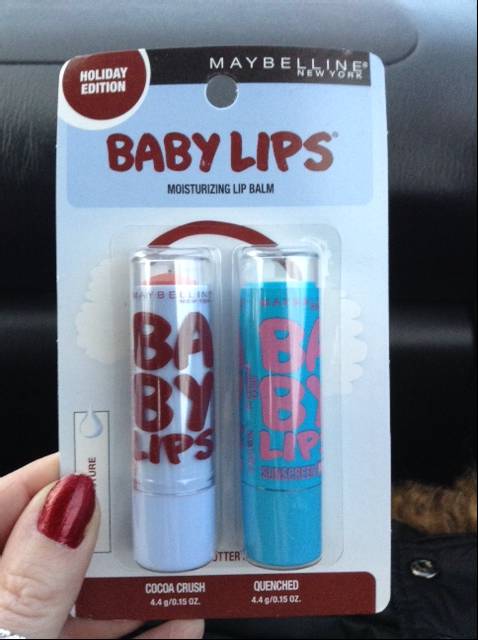 HOLIDAY
EDITION
MAYBELLINE®
NEW YORK
BABY LIPS®
MOISTURIZING LIP BALM
MAYBELLIN
BA
BY
LIPS
BA
BY
LIP
SUNSCREEN
COCOA CRUSH
4.4 g/0.15 OZ.
QUENCHED
4.4 g/0.15 OZ.